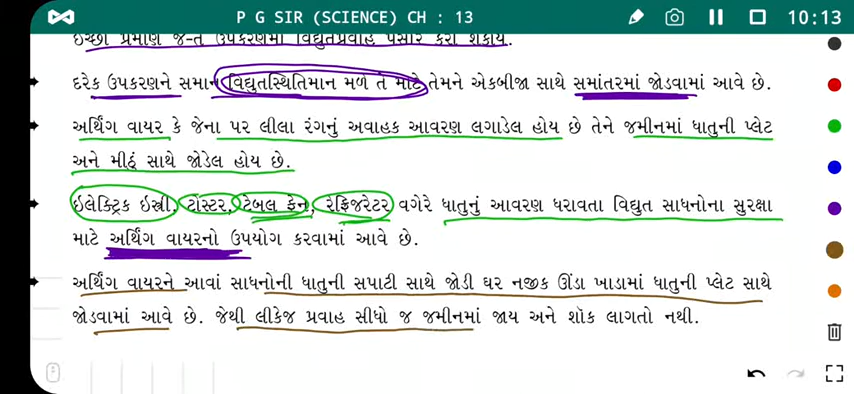 P G SIR (SCIENCE) CH : 13
10:13
ઇચ્છા પ્રમાણે જ-તે ઉપકરણમાં વિદ્યુતપ્રવાહ પસાર કરી શકાય.
દરેક ઉપકરણને સમાન વિદ્યુતસ્થિતિમાન મળે તે માટે તેમને એકબીજા સાથે સમાંતરમાં જોડવામાં આવે છે.
અર્થિંગ વાયર કે જેના પર લીલા રંગનું અવાહક આવરણ લગાડેલ હોય છે તેને જમીનમાં ધાતુની પ્લેટ
અને મીઠું સાથે જોડેલ હોય છે.
ઇલેક્ટ્રિક ઇસ્ત્રી, ટોસ્ટર, ટેબલ ફેન, રેફ્રિજરેટર વગેરે ધાતુનું આવરણ ધરાવતા વિદ્યુત સાધનોના સુરક્ષા
માટે અર્થિંગ વાયરનો ઉપયોગ કરવામાં આવે છે.
અર્થિંગ વાયરને આવાં સાધનોની ધાતુની સપાટી સાથે જોડી ઘર નજીક ઊંડા ખાડામાં ધાતુની પ્લેટ સાથે
જોડવામાં આવે છે. જેથી લીકેજ પ્રવાહ સીધો જ જમીનમાં જાય અને શૉક લાગતો નથી.